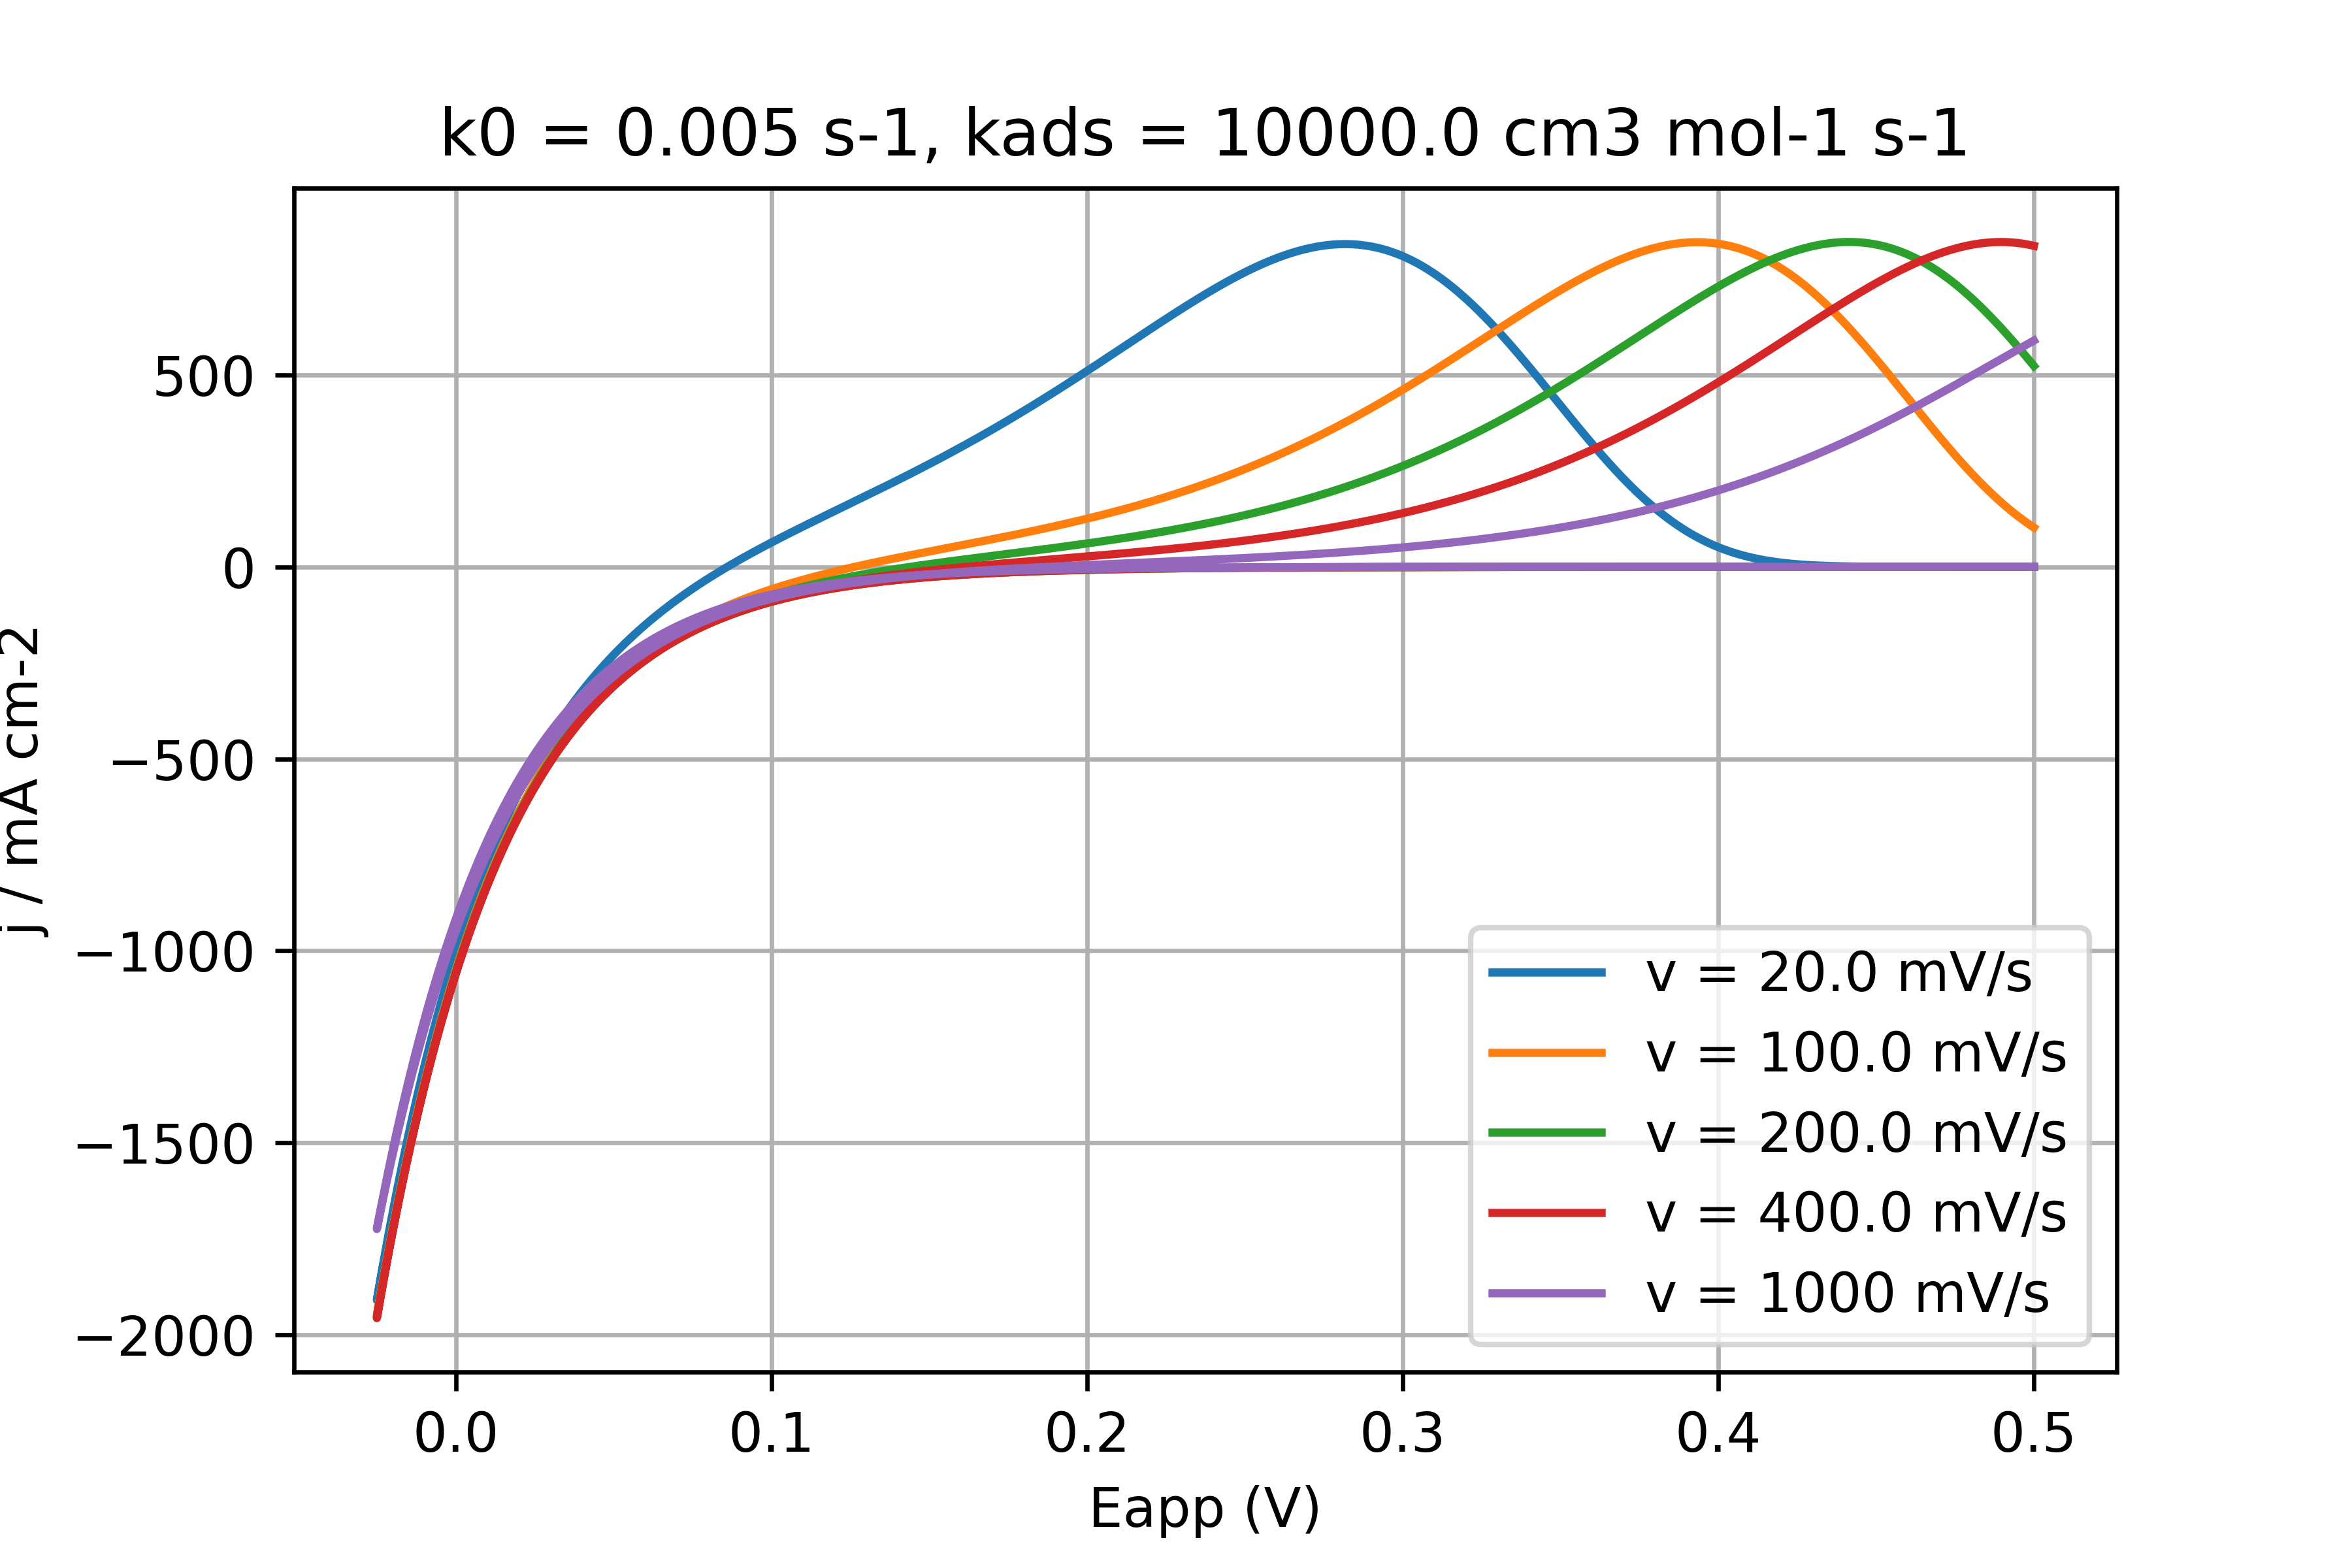 k0 = 0.005 s-1, kads = 10000.0 cm3 mol-1 s-1
500
0
−500
−1000
−1500
−2000
j / mA cm-2
v = 20.0 mV/s
v = 100.0 mV/s
v = 200.0 mV/s
v = 400.0 mV/s
v = 1000 mV/s
0.0 0.1 0.2 0.3 0.4 0.5
Eapp (V)